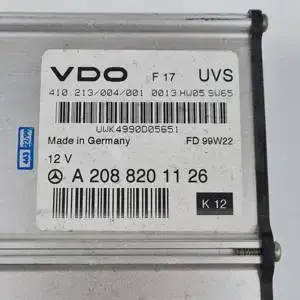 VDO F 17 UVS
410 213/004/001 0013 HW05 SW65
UWK4990D05651
Made in Germany FD 99W22
12 V
A 208 820 11 26
K 12